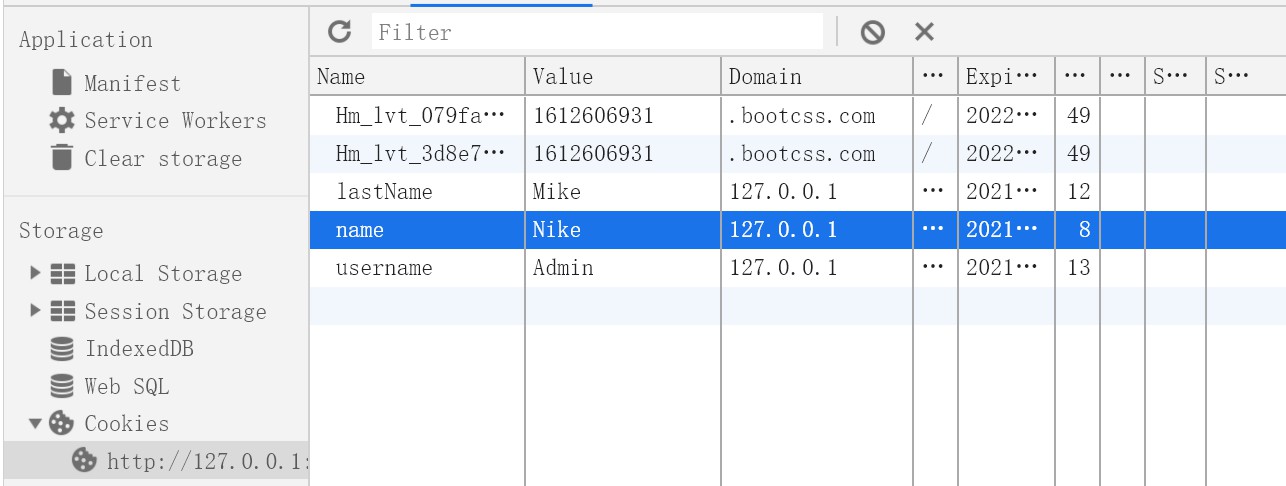 Application
Manifest
Service Workers
Clear storage
Storage
Local Storage
Session Storage
IndexedDB
Web SQL
Cookies
http://127.0.0.1:
Filter
Name Value Domain ... Expi... ... ... S... S...
Hm_lvt_079fa... 1612606931 .bootcss.com / 2022... 49
Hm_lvt_3d8e7... 1612606931 .bootcss.com / 2022... 49
lastName Mike 127.0.0.1 ... 2021... 12
name Nike 127.0.0.1 ... 2021... 8
username Admin 127.0.0.1 ... 2021... 13